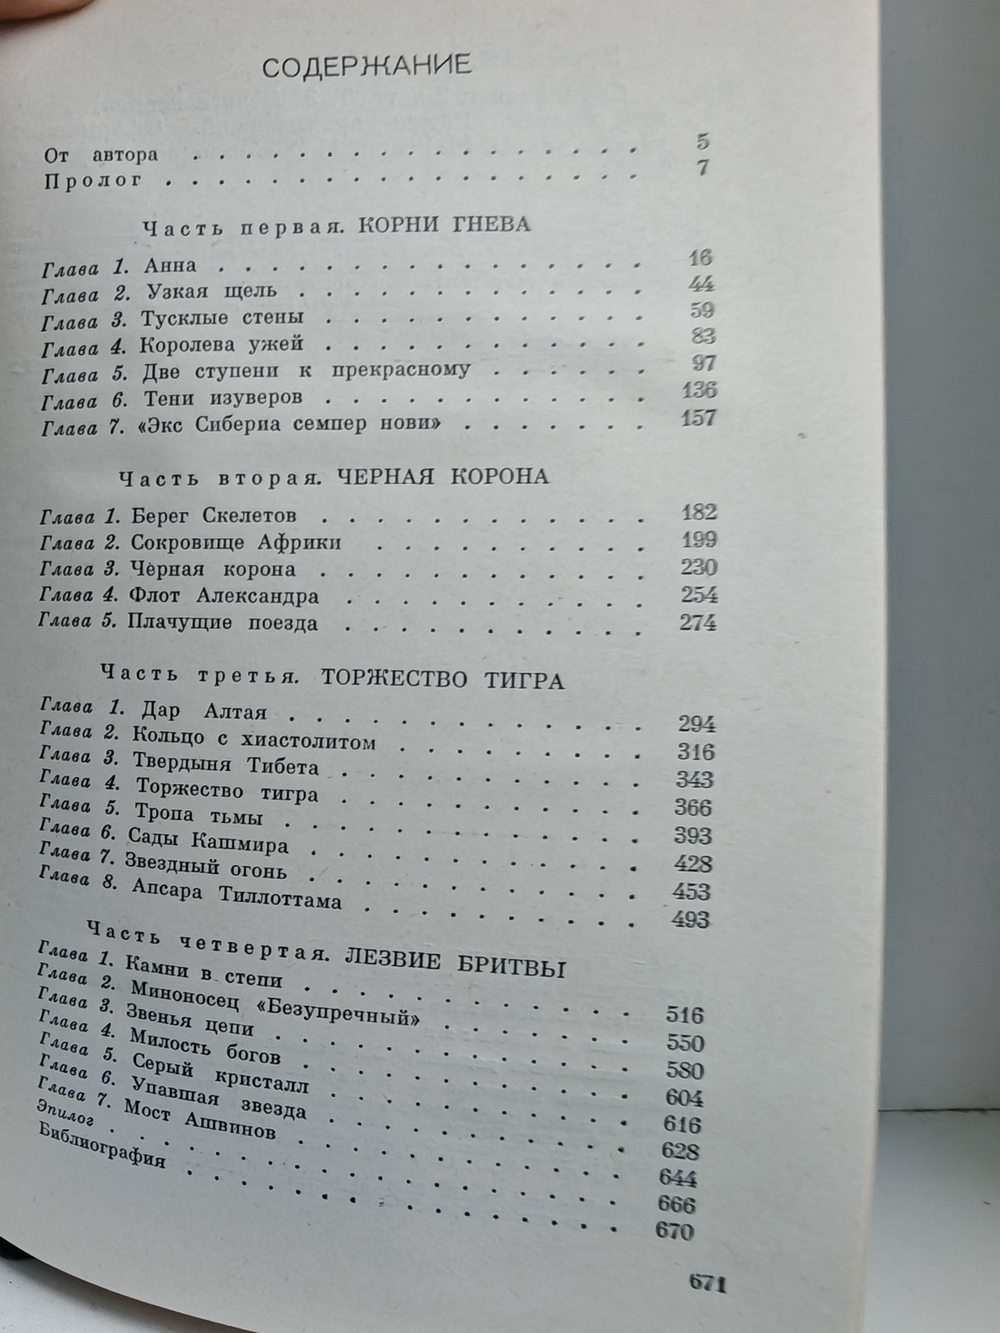 СОДЕРЖАНИЕ
От автора . . . . . . . . . . . . . . . . . 5
Пролог . . . . . . . . . . . . . . . . . . 7
Часть первая. КОРНИ ГНЕВА
Глава 1. Анна . . . . . . . . . . . . . . . . 16
Глава 2. Узкая щель . . . . . . . . . . . . . 44
Глава 3. Тусклые стены . . . . . . . . . . . . 59
Глава 4. Королева ужей . . . . . . . . . . . . 83
Глава 5. Две ступени к прекрасному . . . . . . 97
Глава 6. Тени изуверов . . . . . . . . . . . . 136
Глава 7. «Экс Сибериа семпер нови» . . . . . . . 157
Часть вторая. ЧЕРНАЯ КОРОНА
Глава 1. Берег Скелетов . . . . . . . . . . . . 182
Глава 2. Сокровище Африки . . . . . . . . . . 199
Глава 3. Черная корона . . . . . . . . . . . . 230
Глава 4. Флот Александра . . . . . . . . . . . 254
Глава 5. Плачущие поезда . . . . . . . . . . . 274
Часть третья. ТОРЖЕСТВО ТИГРА
Глава 1. Дар Алтая . . . . . . . . . . . . . 294
Глава 2. Кольцо с хиастолитом . . . . . . . . . 316
Глава 3. Твердыня Тибета . . . . . . . . . . . 343
Глава 4. Торжество тигра . . . . . . . . . . . 366
Глава 5. Тропа тьмы . . . . . . . . . . . . . 393
Глава 6. Сады Кашмира . . . . . . . . . . . . 428
Глава 7. Звездный огонь . . . . . . . . . . . . 453
Глава 8. Апсара Тиллоттама . . . . . . . . . . 493
Часть четвертая. ЛЕЗВИЕ БРИТВЫ
Глава 1. Камни в степи . . . . . . . . . . . . 516
Глава 2. Миноносец «Безупречный» . . . . . . . 550
Глава 3. Звенья цепи . . . . . . . . . . . . . 580
Глава 4. Милость богов . . . . . . . . . . . . 604
Глава 5. Серый кристалл . . . . . . . . . . . 616
Глава 6. Упавшая звезда . . . . . . . . . . . 628
Глава 7. Мост Ашвинов . . . . . . . . . . . . 644
Эпилог . . . . . . . . . . . . . . . . . . . 666
Библиография . . . . . . . . . . . . . . . . 670
671